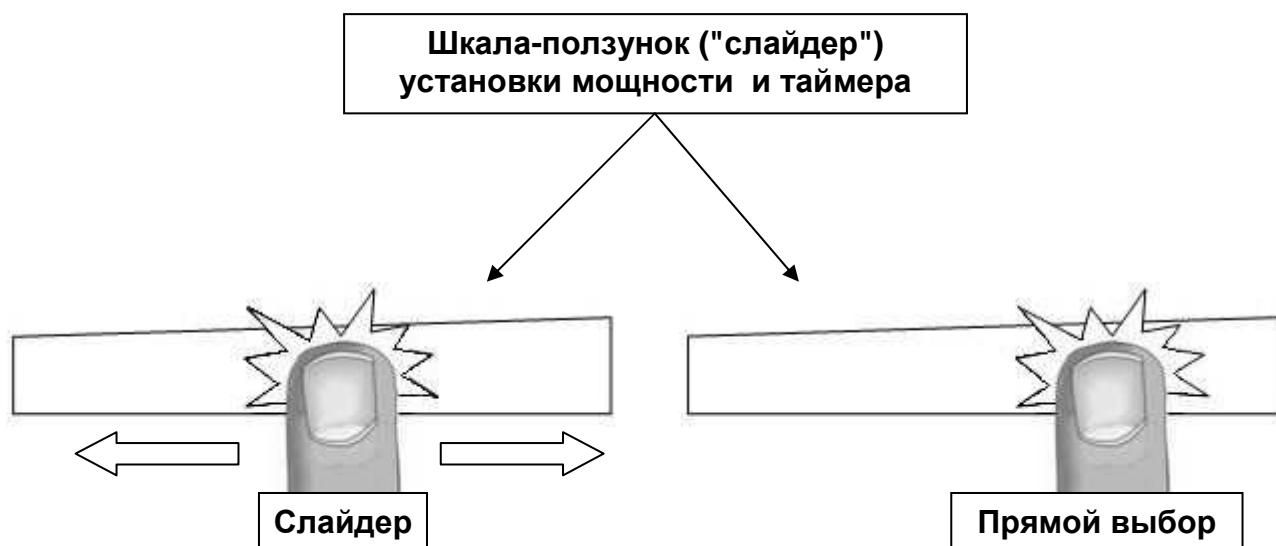 Шкала-ползунок ("слайдер")
установки мощности и таймера
Слайдер
Прямой выбор